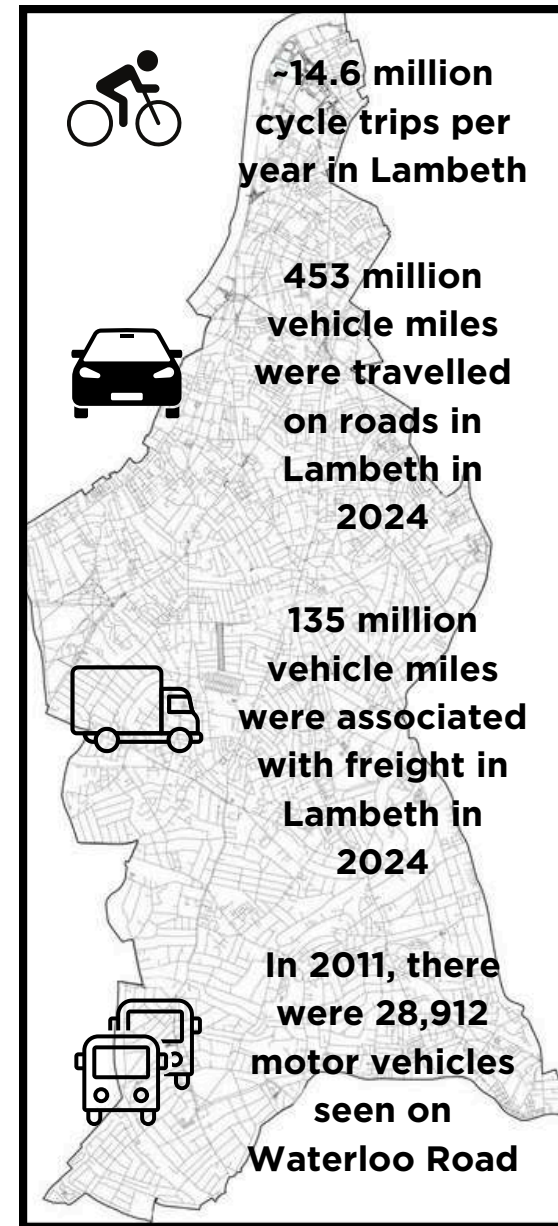 ~14.6 million
cycle trips per
year in Lambeth
453 million
vehicle miles
were travelled
on roads in
Lambeth in
2024
135 million
vehicle miles
were associated
with freight in
Lambeth in
2024
In 2011, there
were 28,912
motor vehicles
seen on
Waterloo Road